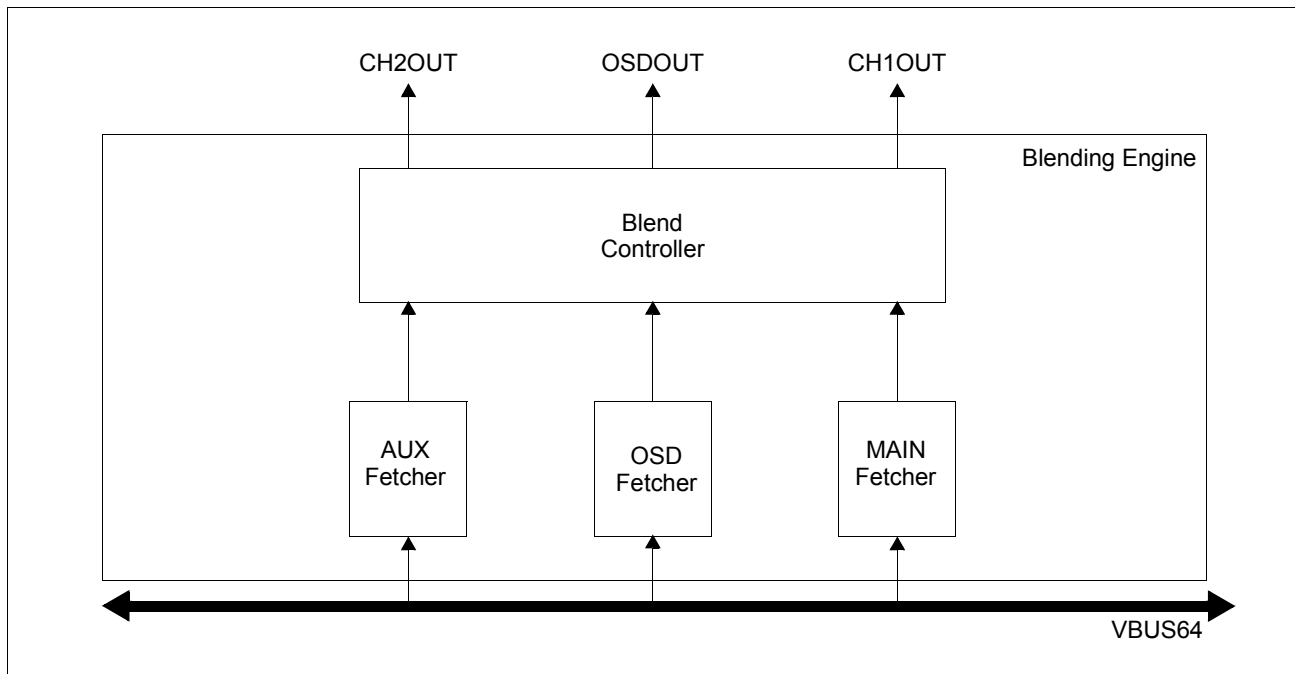 CH2OUT
OSDOUT
CH1OUT
Blending Engine
Blend
Controller
AUX
Fetcher
OSD
Fetcher
MAIN
Fetcher
VBUS64